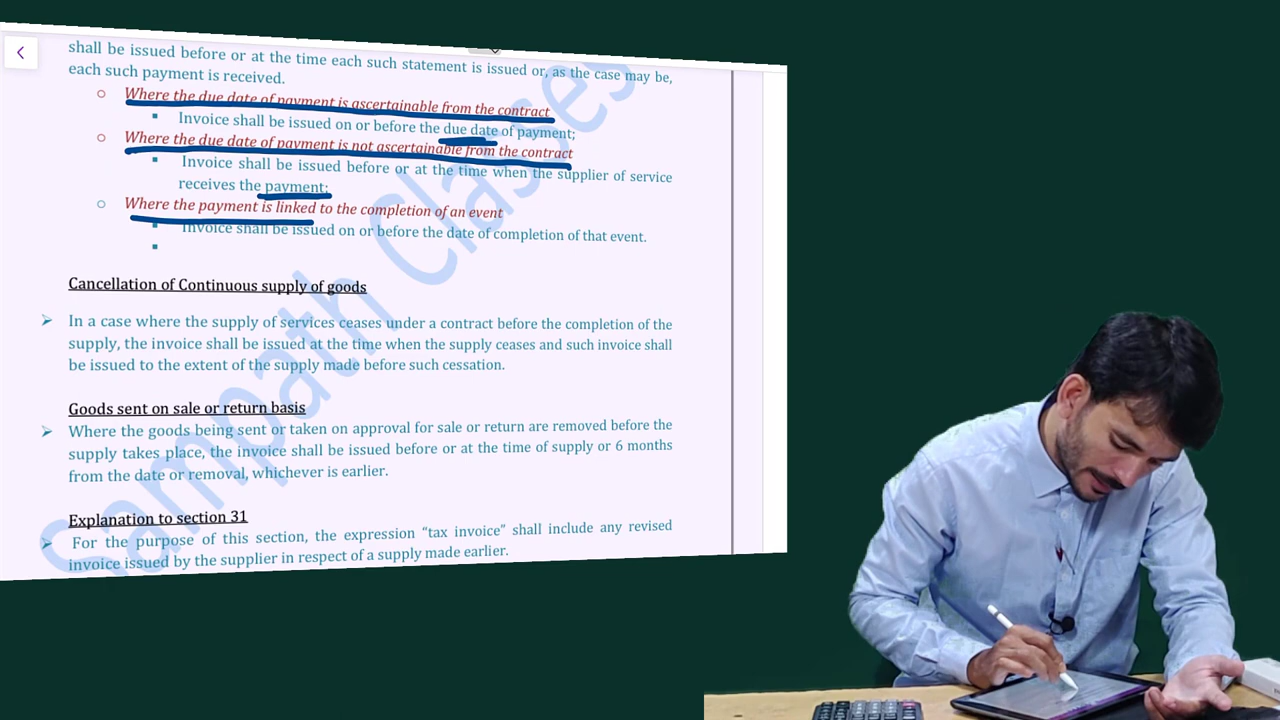 shall be issued before or at the time each such statement is issued or, as the case may be,
each such payment is received.
Where the due date of payment is ascertainable from the contract
Invoice shall be issued on or before the due date of payment;
Where the due date of payment is not ascertainable from the contract
Invoice shall be issued before or at the time when the supplier of service
receives the payment;
Where the payment is linked to the completion of an event
Invoice shall be issued on or before the date of completion of that event.
Cancellation of Continuous supply of goods
In a case where the supply of services ceases under a contract before the completion of the
supply, the invoice shall be issued at the time when the supply ceases and such invoice shall
be issued to the extent of the supply made before such cessation.
Goods sent on sale or return basis
Where the goods being sent or taken on approval for sale or return are removed before the
supply takes place, the invoice shall be issued before or at the time of supply or 6 months
from the date or removal, whichever is earlier.
Explanation to section 31
For the purpose of this section, the expression “tax invoice” shall include any revised
invoice issued by the supplier in respect of a supply made earlier.
Sampath Classes